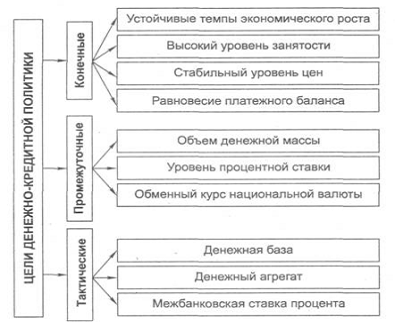 ЦЕЛИ ДЕНЕЖНО-КРЕДИТНОЙ ПОЛИТИКИ
Конечные
Устойчивые темпы экономического роста
Высокий уровень занятости
Стабильный уровень цен
Равновесие платежного баланса
Промежуточные
Объем денежной массы
Уровень процентной ставки
Обменный курс национальной валюты
Тактические
Денежная база
Денежный агрегат
Межбанковская ставка процента